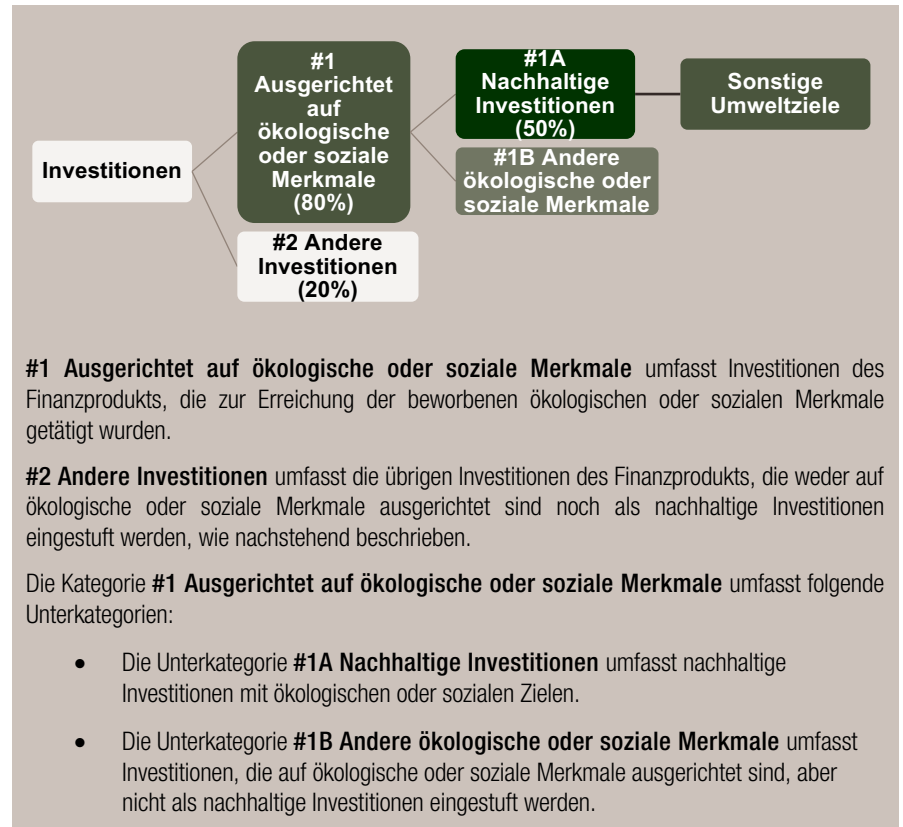 Investitionen
#1
Ausgerichtet
auf
ökologische
oder soziale
Merkmale
(80%)
#2 Andere
Investitionen
(20%)
#1A
Nachhaltige
Investitionen
(50%)
#1B Andere
ökologische oder
soziale Merkmale
Sonstige
Umweltziele
#1 Ausgerichtet auf ökologische oder soziale Merkmale umfasst Investitionen des
Finanzprodukts, die zur Erreichung der beworbenen ökologischen oder sozialen Merkmale
getätigt wurden.
#2 Andere Investitionen umfasst die übrigen Investitionen des Finanzprodukts, die weder auf
ökologische oder soziale Merkmale ausgerichtet sind noch als nachhaltige Investitionen
eingestuft werden, wie nachstehend beschrieben.
Die Kategorie #1 Ausgerichtet auf ökologische oder soziale Merkmale umfasst folgende
Unterkategorien:
• Die Unterkategorie #1A Nachhaltige Investitionen umfasst nachhaltige
Investitionen mit ökologischen oder sozialen Zielen.
• Die Unterkategorie #1B Andere ökologische oder soziale Merkmale umfasst
Investitionen, die auf ökologische oder soziale Merkmale ausgerichtet sind, aber
nicht als nachhaltige Investitionen eingestuft werden.